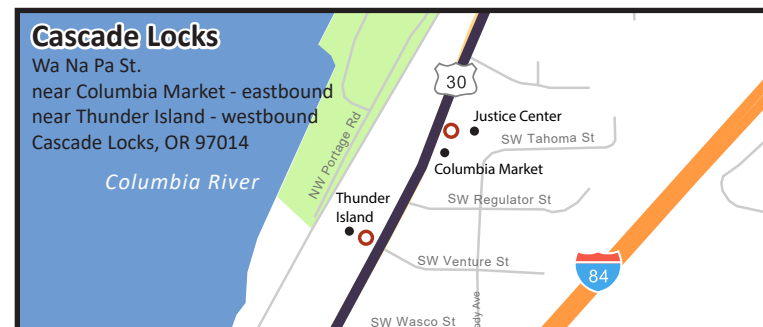 Cascade Locks
Wa Na Pa St.
near Columbia Market - eastbound
near Thunder Island - westbound
Cascade Locks, OR 97014
Columbia River
30
Justice Center
SW Tahoma St
Columbia Market
NW Portage Rd
Thunder
Island
SW Regulator St
SW Venture St
84
SW Wasco St
Ave